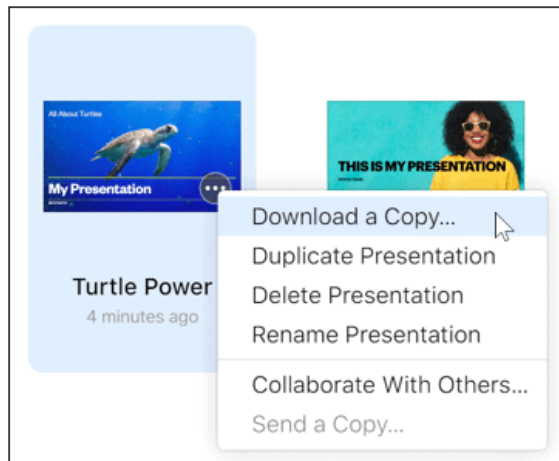 All About Turtles
My Presentation
THIS IS MY PRESENTATION
Turtle Power
4 minutes ago
Download a Copy...
Duplicate Presentation
Delete Presentation
Rename Presentation
Collaborate With Others...
Send a Copy...